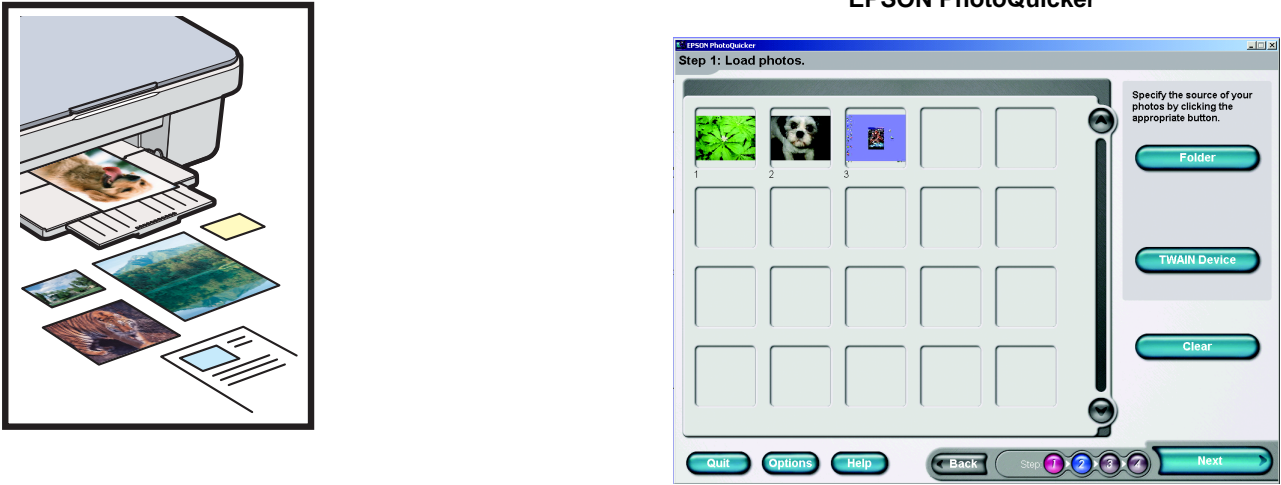 EPSON PhotoQuicker
EPSON PhotoQuicker
Step 1: Load photos.
Specify the source of your
photos by clicking the
appropriate button.
1
2
3
Folder
TWAIN Device
Clear
Quit
Options
Help
Back
Step
1
2
3
4
Next